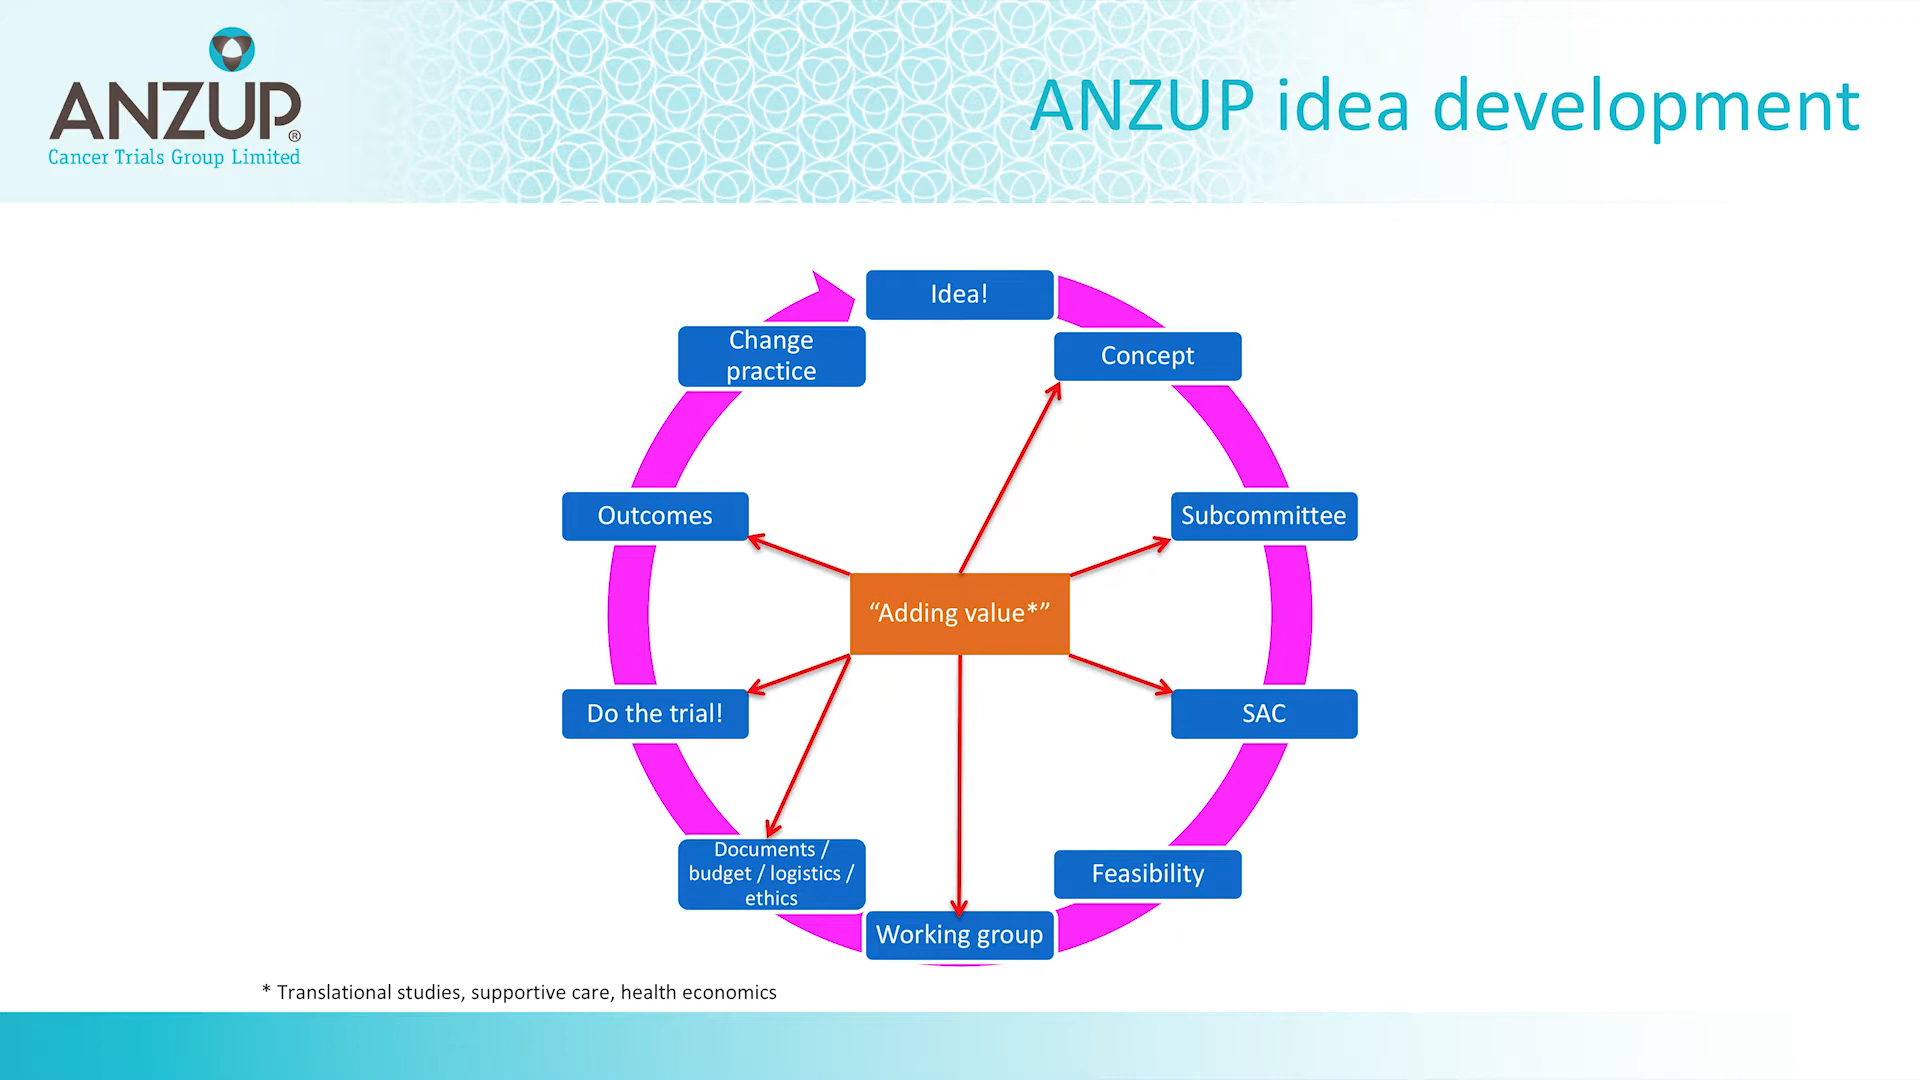 ANZUP®
Cancer Trials Group Limited
ANZUP idea development
Idea!
Concept
Subcommittee
SAC
Feasibility
Working group
Documents /
budget / logistics /
ethics
Do the trial!
Outcomes
Change
practice
“Adding value*”
* Translational studies, supportive care, health economics